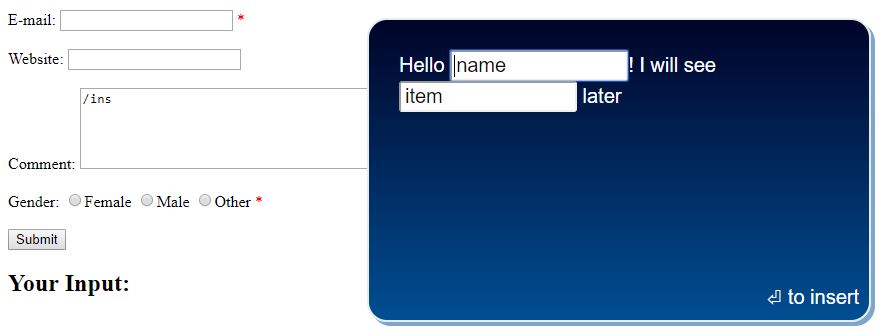 E-mail: *
Website:
/ins
Comment:
Gender: Female Male Other *
Submit
Your Input:
Hello name! I will see
item later
⏎ to insert